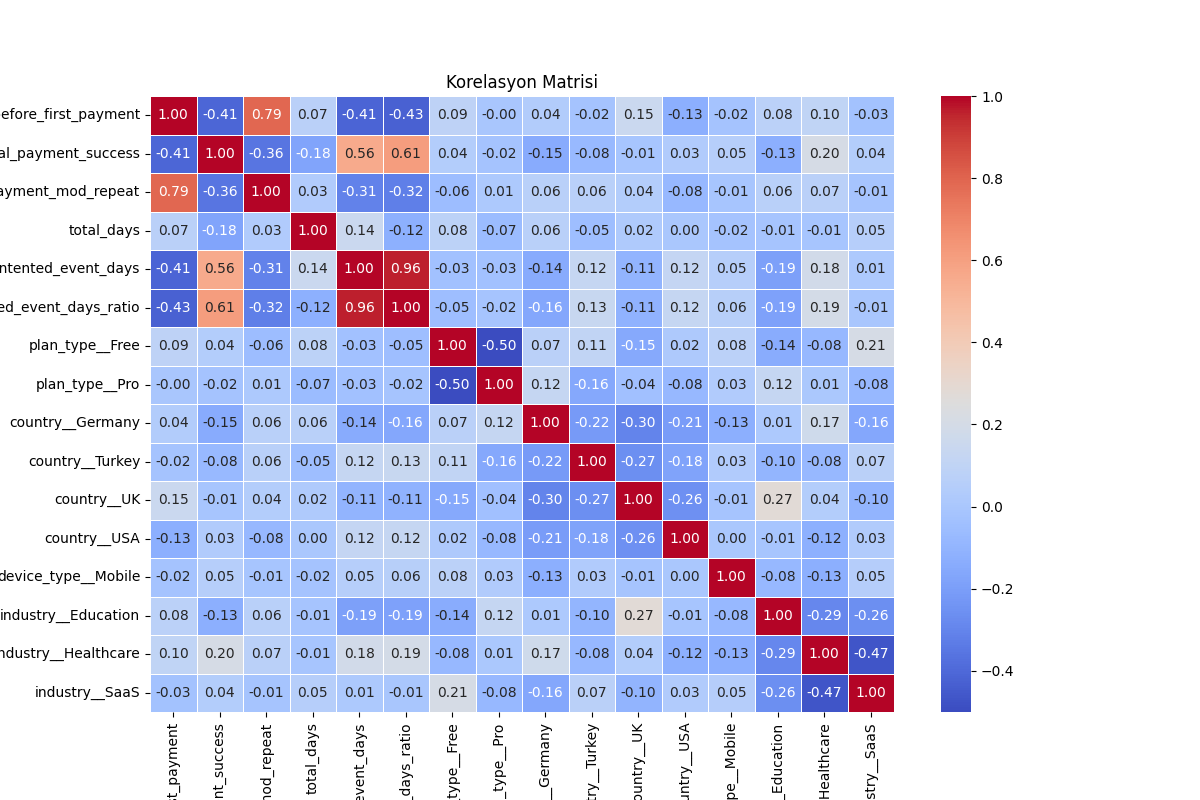 Korelasyon Matrisi
efore_first_payment 1.00 -0.41 0.79 0.07 -0.41 -0.43 0.09 -0.00 0.04 -0.02 0.15 -0.13 -0.02 0.08 0.10 -0.03
al_payment_success -0.41 1.00 -0.36 -0.18 0.56 0.61 0.04 -0.02 -0.15 -0.08 -0.01 0.03 0.05 -0.13 0.20 0.04
ayment_mod_repeat 0.79 -0.36 1.00 0.03 -0.31 -0.32 -0.06 0.01 0.06 0.06 0.04 -0.08 -0.01 0.06 0.07 -0.01
total_days 0.07 -0.18 0.03 1.00 0.14 -0.12 0.08 -0.07 0.06 -0.05 0.02 0.00 -0.02 -0.01 -0.01 0.05
ntented_event_days -0.41 0.56 -0.31 0.14 1.00 0.96 -0.03 -0.03 -0.14 0.12 -0.11 0.12 0.05 -0.19 0.18 0.01
ed_event_days_ratio -0.43 0.61 -0.32 -0.12 0.96 1.00 -0.05 -0.02 -0.16 0.13 -0.11 0.12 0.06 -0.19 0.19 -0.01
plan_type__Free 0.09 0.04 -0.06 0.08 -0.03 -0.05 1.00 -0.50 0.07 0.11 -0.15 0.02 0.08 -0.14 -0.08 0.21
plan_type__Pro -0.00 -0.02 0.01 -0.07 -0.03 -0.02 -0.50 1.00 0.12 -0.16 -0.04 -0.08 0.03 0.12 0.01 -0.08
country__Germany 0.04 -0.15 0.06 0.06 -0.14 -0.16 0.07 0.12 1.00 -0.22 -0.30 -0.21 -0.13 0.01 0.17 -0.16
country__Turkey -0.02 -0.08 0.06 -0.05 0.12 0.13 0.11 -0.16 -0.22 1.00 -0.27 -0.18 0.03 -0.10 -0.08 0.07
country__UK 0.15 -0.01 0.04 0.02 -0.11 -0.11 -0.15 -0.04 -0.30 -0.27 1.00 -0.26 -0.01 0.27 0.04 -0.10
country__USA -0.13 0.03 -0.08 0.00 0.12 0.12 0.02 -0.08 -0.21 -0.18 -0.26 1.00 0.00 -0.01 -0.12 0.03
device_type__Mobile -0.02 0.05 -0.01 -0.02 0.05 0.06 0.08 0.03 -0.13 0.03 -0.01 0.00 1.00 -0.08 -0.13 0.05
industry__Education 0.08 -0.13 0.06 -0.01 -0.19 -0.19 -0.14 0.12 0.01 -0.10 0.27 -0.01 -0.08 1.00 -0.29 -0.26
ndustry__Healthcare 0.10 0.20 0.07 -0.01 0.18 0.19 -0.08 0.01 0.17 -0.08 0.04 -0.12 -0.13 -0.29 1.00 -0.47
industry__SaaS -0.03 0.04 -0.01 0.05 0.01 -0.01 0.21 -0.08 -0.16 0.07 -0.10 0.03 0.05 -0.26 -0.47 1.00
st_payment
nt_success
mod_repeat
total_days
event_days
_days_ratio
type__Free
_type__Pro
__Germany
try__Turkey
ountry__UK
untry__USA
pe__Mobile
_Education
Healthcare
stry__SaaS
1.0
0.8
0.6
0.4
0.2
0.0
−0.2
−0.4